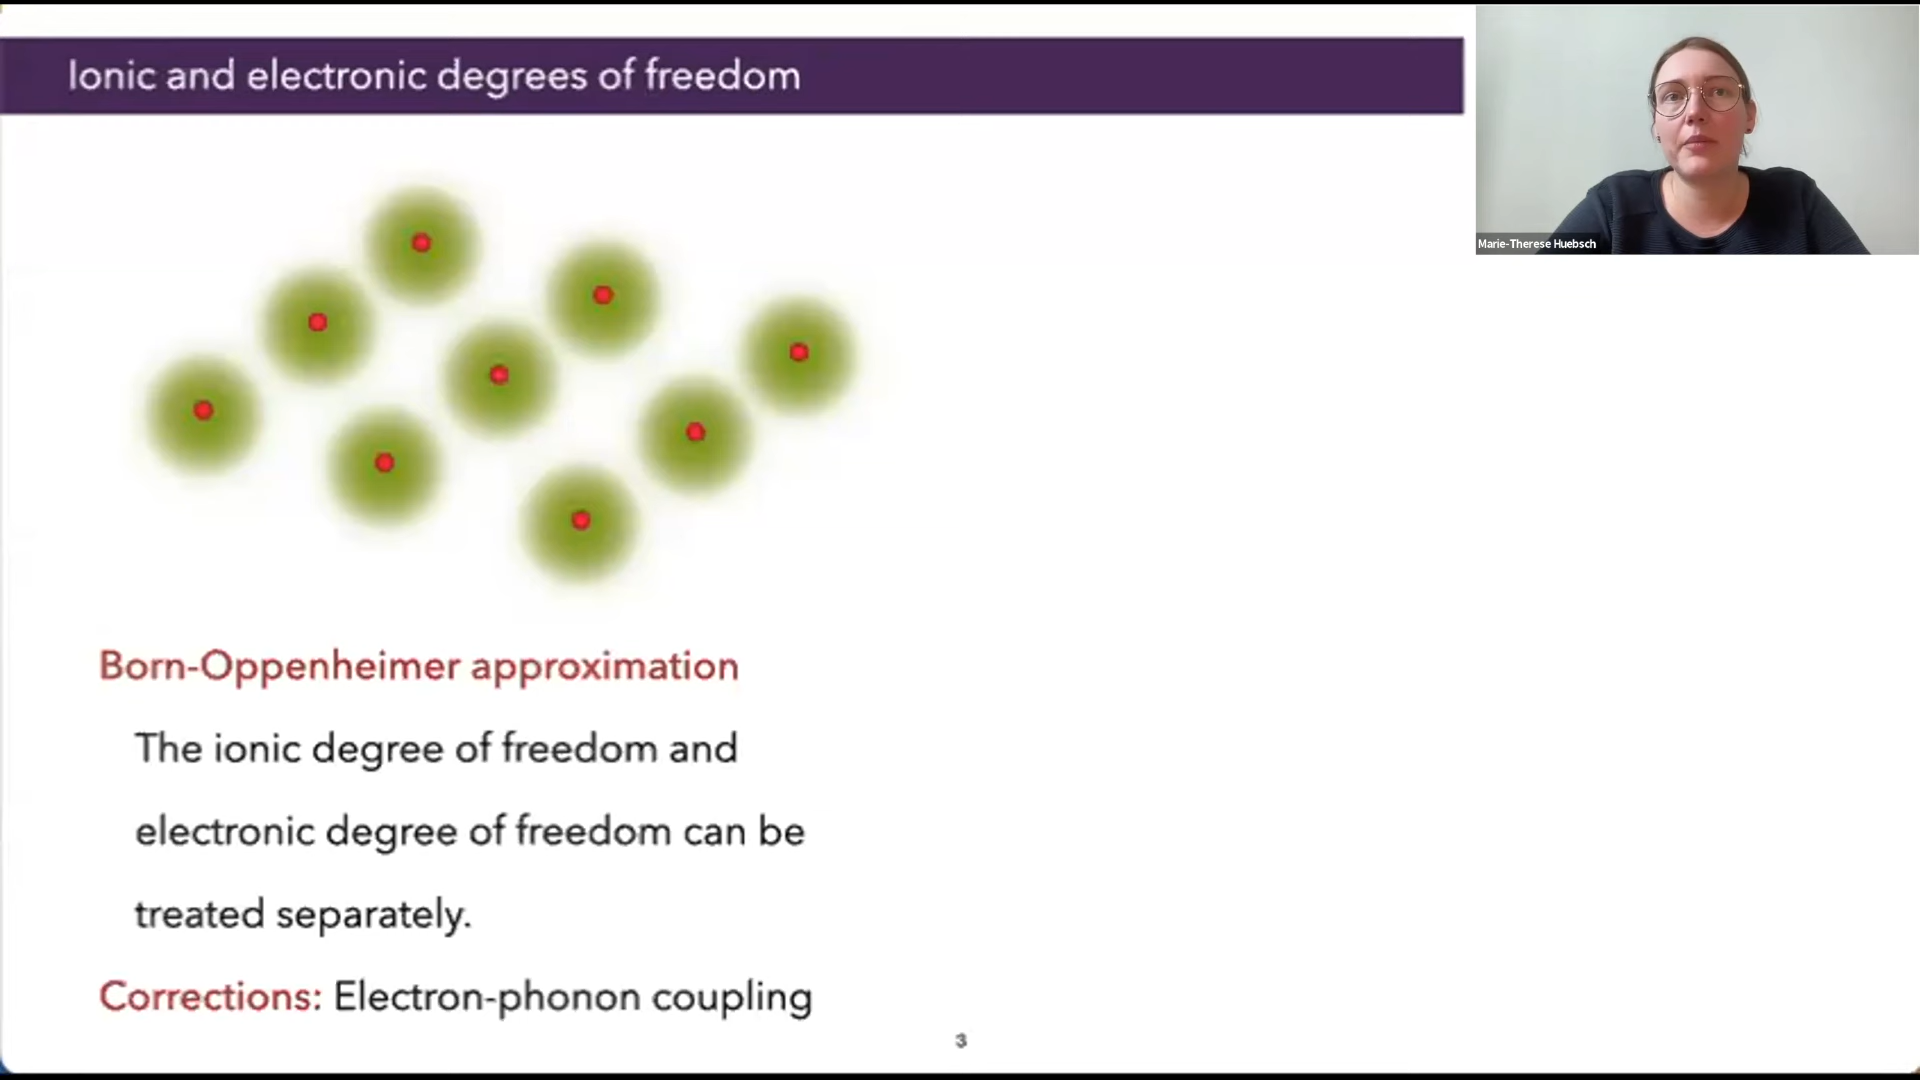 Ionic and electronic degrees of freedom
Marie-Therese Huebsch
Born-Oppenheimer approximation
The ionic degree of freedom and
electronic degree of freedom can be
treated separately.
Corrections: Electron-phonon coupling
3